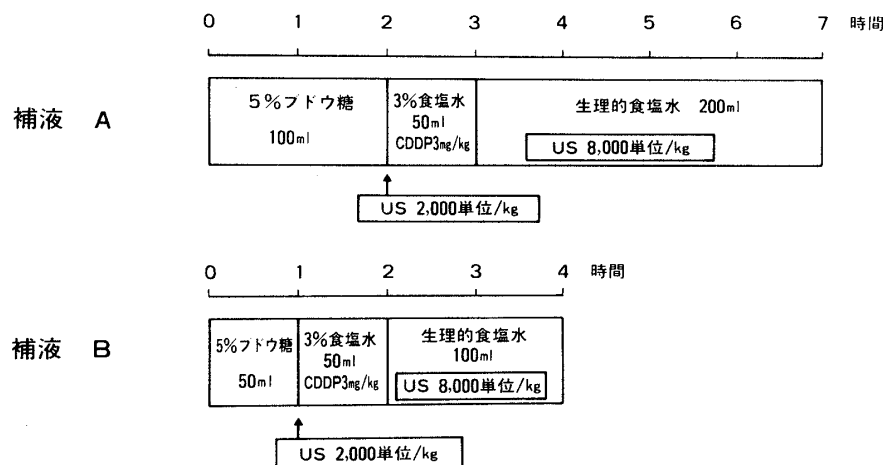 0 1 2 3 4 5 6 7 時間
補液 A
5%ブドウ糖
100ml
3%食塩水
50ml
CDDP3mg/kg
生理的食塩水 200ml
US 8,000単位/kg
US 2,000単位/kg
0 1 2 3 4 時間
補液 B
5%ブドウ糖
50ml
3%食塩水
50ml
CDDP3mg/kg
生理的食塩水
100ml
US 8,000単位/kg
US 2,000単位/kg